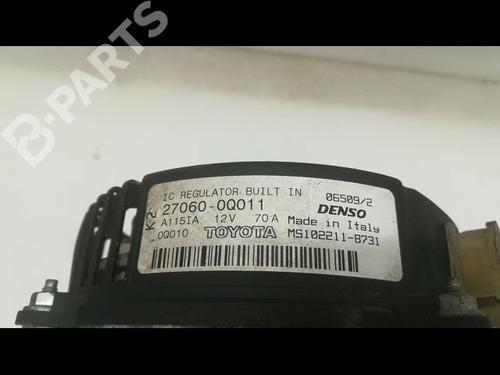 B-PARTS
IC REGULATOR BUILT IN 06509/2
K2 27060-0Q011 DENSO
A115IA 12V 70A Made in Italy
0Q010 TOYOTA MS102211-8731
B-PARTS